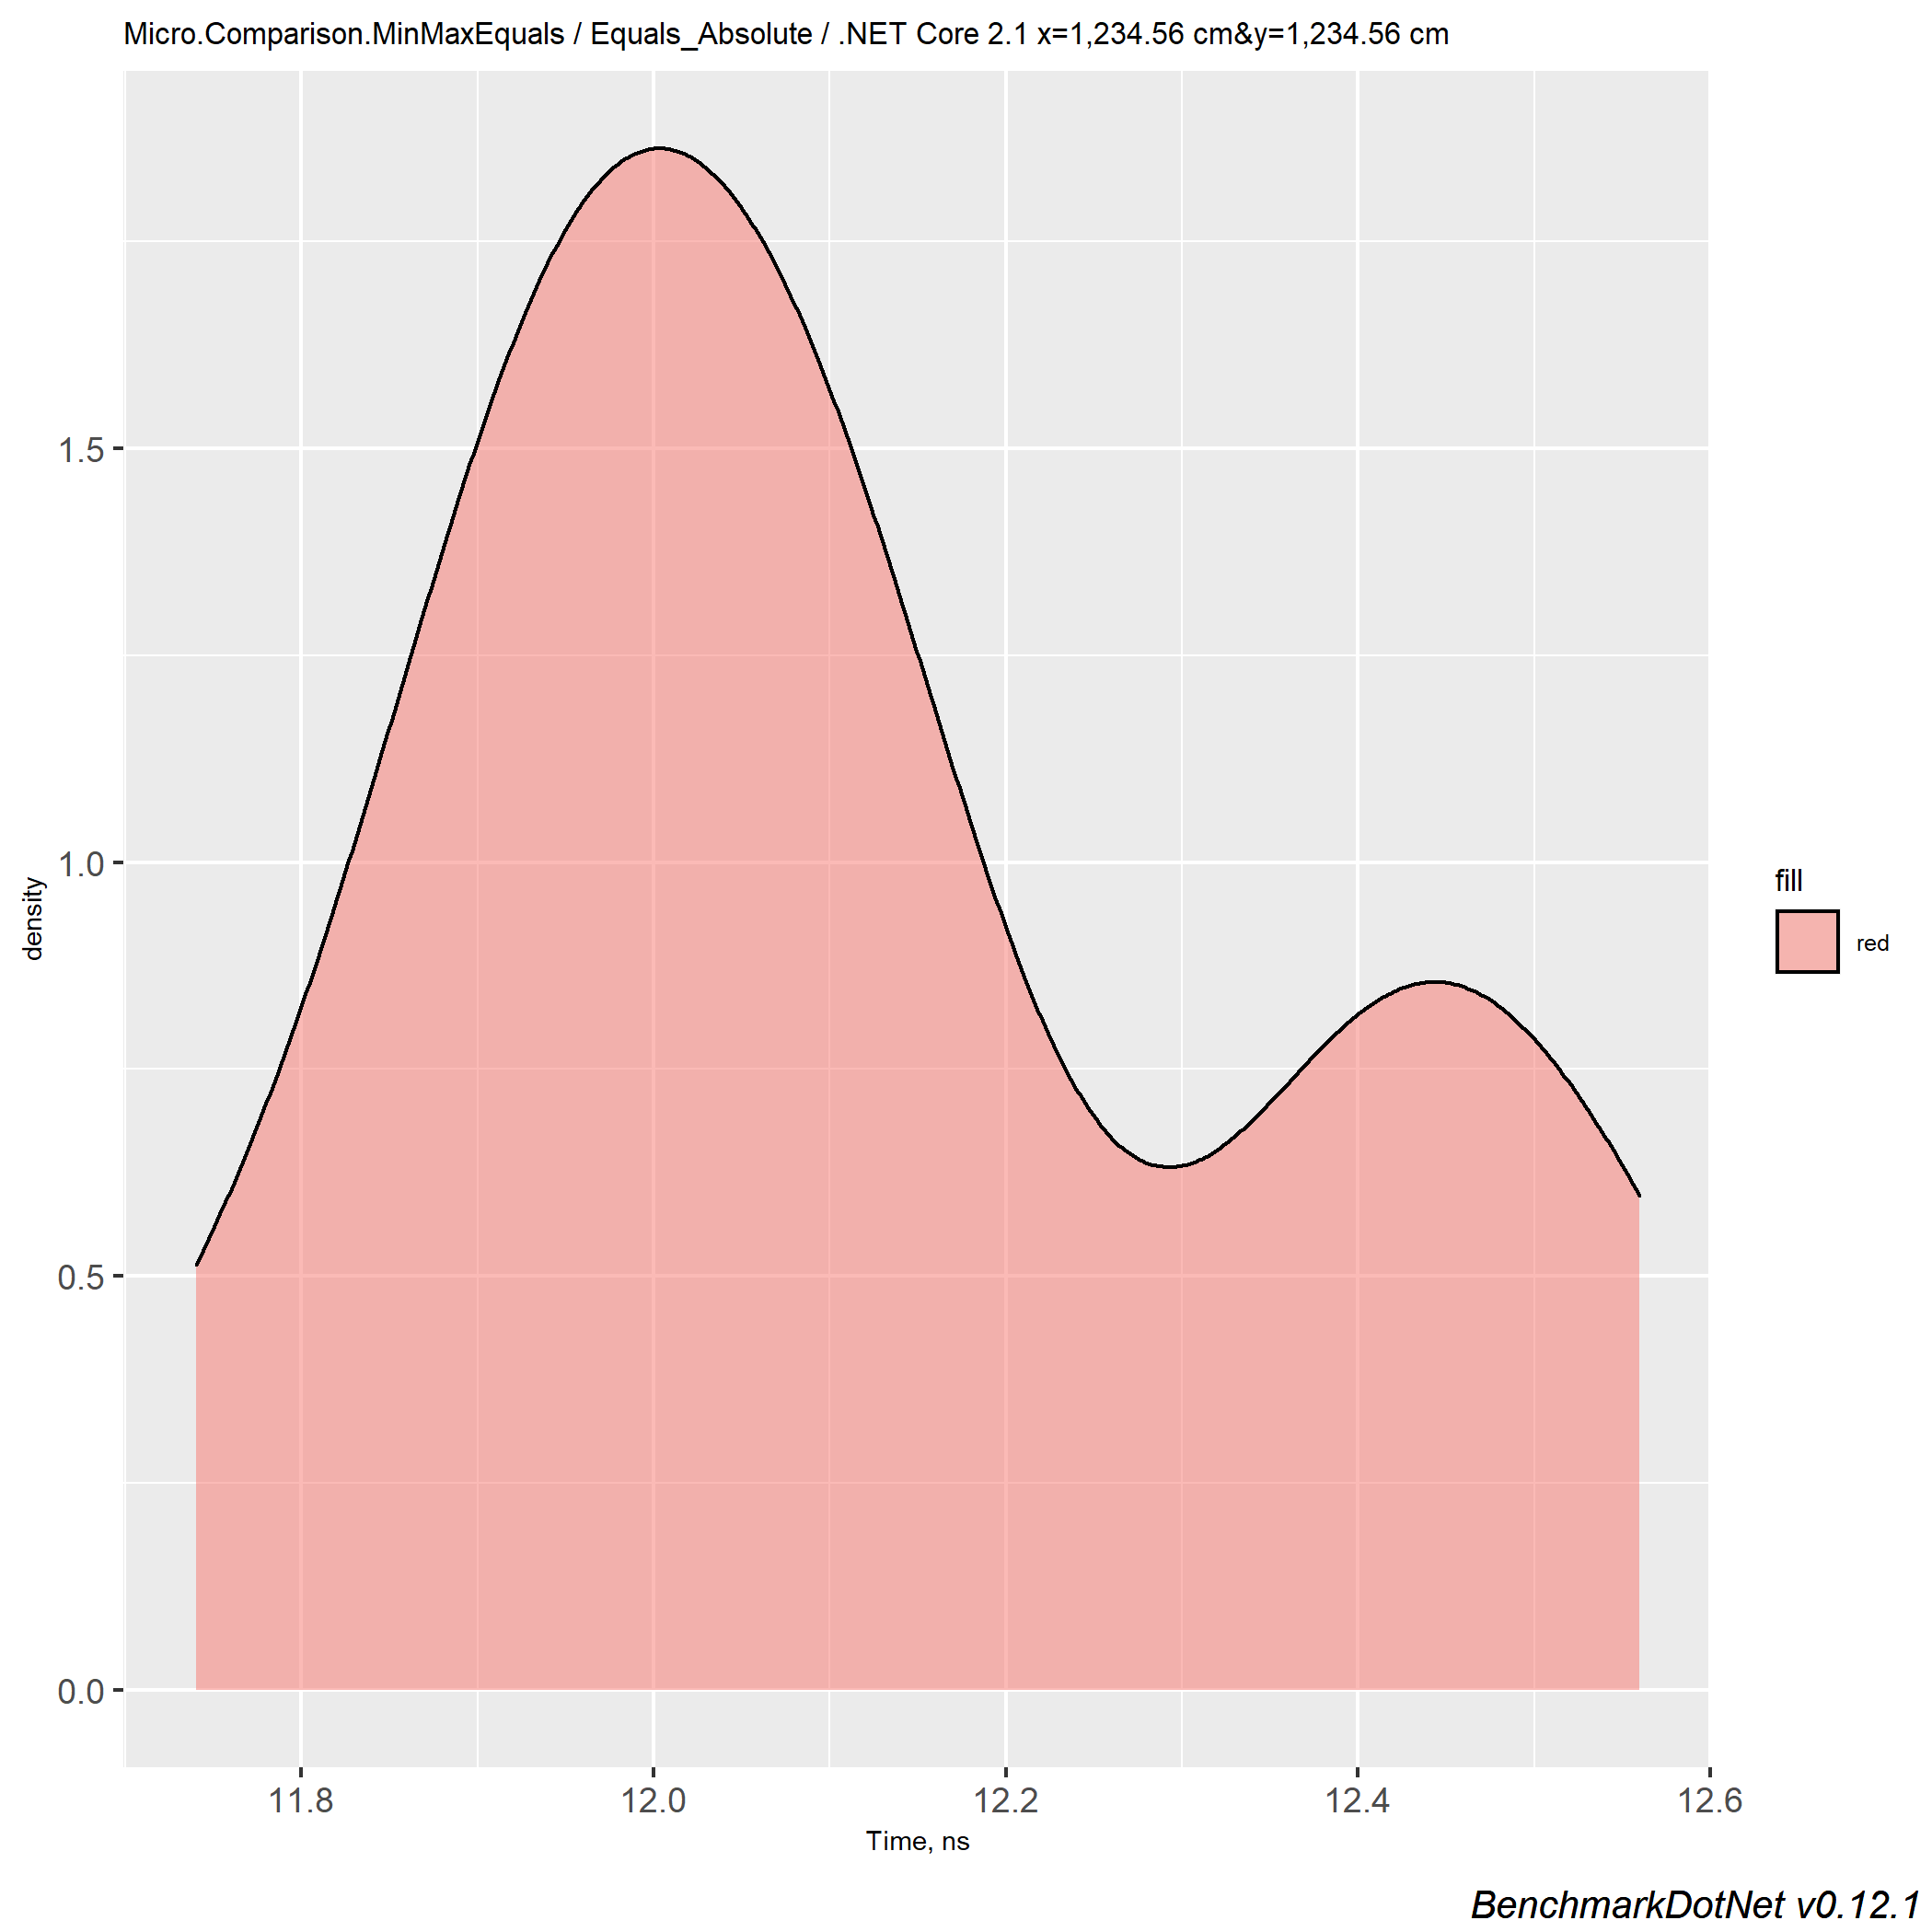 Micro.Comparison.MinMaxEquals / Equals_Absolute / .NET Core 2.1 x=1,234.56 cm&y=1,234.56 cm
1.5
1.0
0.5
0.0
density
11.8 12.0 12.2 12.4 12.6
Time, ns
fill
red
BenchmarkDotNet v0.12.1